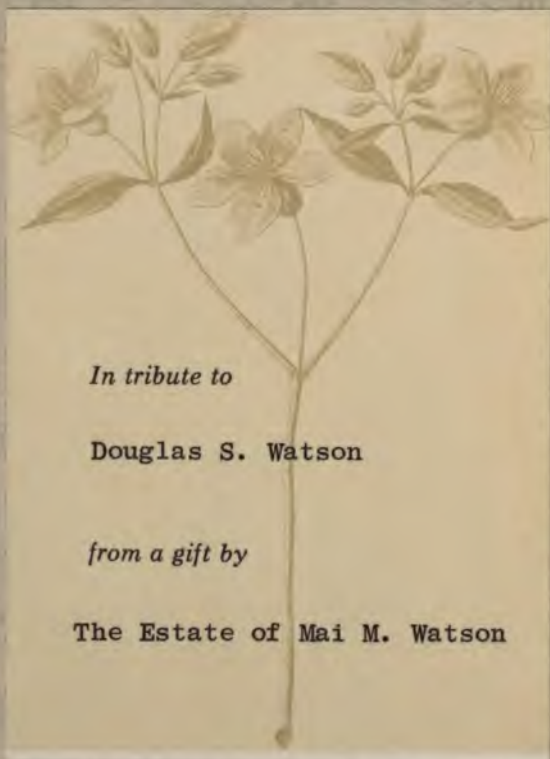 In tribute to
Douglas S. Watson
from a gift by
The Estate of Mai M. Watson